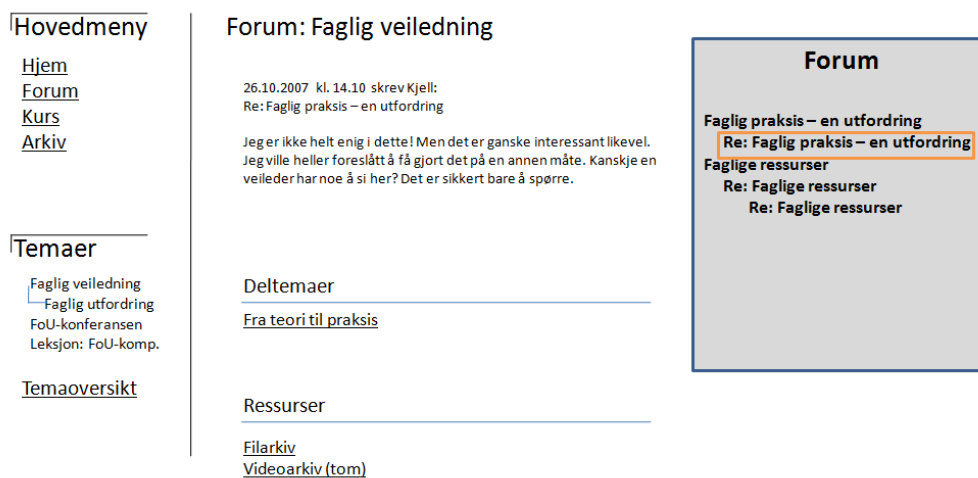 Hovedmeny
Hjem
Forum
Kurs
Arkiv
Temaer
Faglig veiledning
Faglig utfordring
FoU-konferansen
Leksjon: FoU-komp.
Temaoversikt
Forum: Faglig veiledning
26.10.2007 kl. 14.10 skrev Kjell:
Re: Faglig praksis – en utfordring
Jeg er ikke helt enig i dette! Men det er ganske interessant likevel.
Jeg ville heller foreslått å få gjort det på en annen måte. Kanskje en
veileder har noe å si her? Det er sikkert bare å spørre.
Deltemaer
Fra teori til praksis
Ressurser
Filarkiv
Videoarkiv (tom)
Forum
Faglig praksis – en utfordring
Re: Faglig praksis – en utfordring
Faglige ressurser
Re: Faglige ressurser
Re: Faglige ressurser